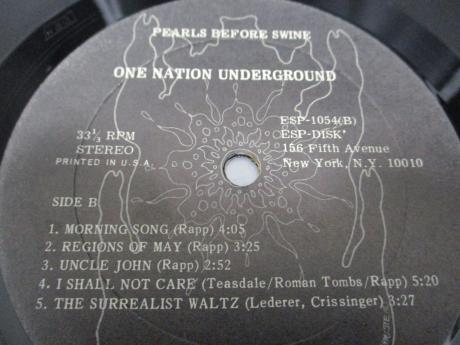 PEARLS BEFORE SWINE
ONE NATION UNDERGROUND
33⅓ RPM
STEREO
PRINTED IN U.S.A.
ESP-1054(B)
ESP-DISK'
156 Fifth Avenue
New York, N.Y. 10010
SIDE B
1. MORNING SONG (Rapp) 4:05
2. REGIONS OF MAY (Rapp) 3:25
3. UNCLE JOHN (Rapp) 2:52
4. I SHALL NOT CARE (Teasdale/Roman Tombs/Rapp) 5:20
5. THE SURREALIST WALTZ (Lederer, Crissinger) 3:27